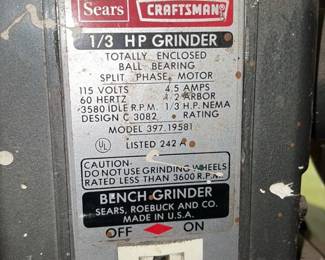 Sears CRAFTSMAN
1/3 HP GRINDER
TOTALLY ENCLOSED
BALL BEARING
SPLIT PHASE MOTOR
115 VOLTS 4.5 AMPS
60 HERTZ 1/2 ARBOR
3580 IDLE R.P.M. 1/3 H.P. NEMA
DESIGN C 3082 RATING
MODEL 397.19581
UL LISTED 242 A
CAUTION-
DO NOT USE GRINDING WHEELS
RATED LESS THAN 3600 R.P.M.
BENCH GRINDER
SEARS, ROEBUCK AND CO.
MADE IN U.S.A.
OFF ON